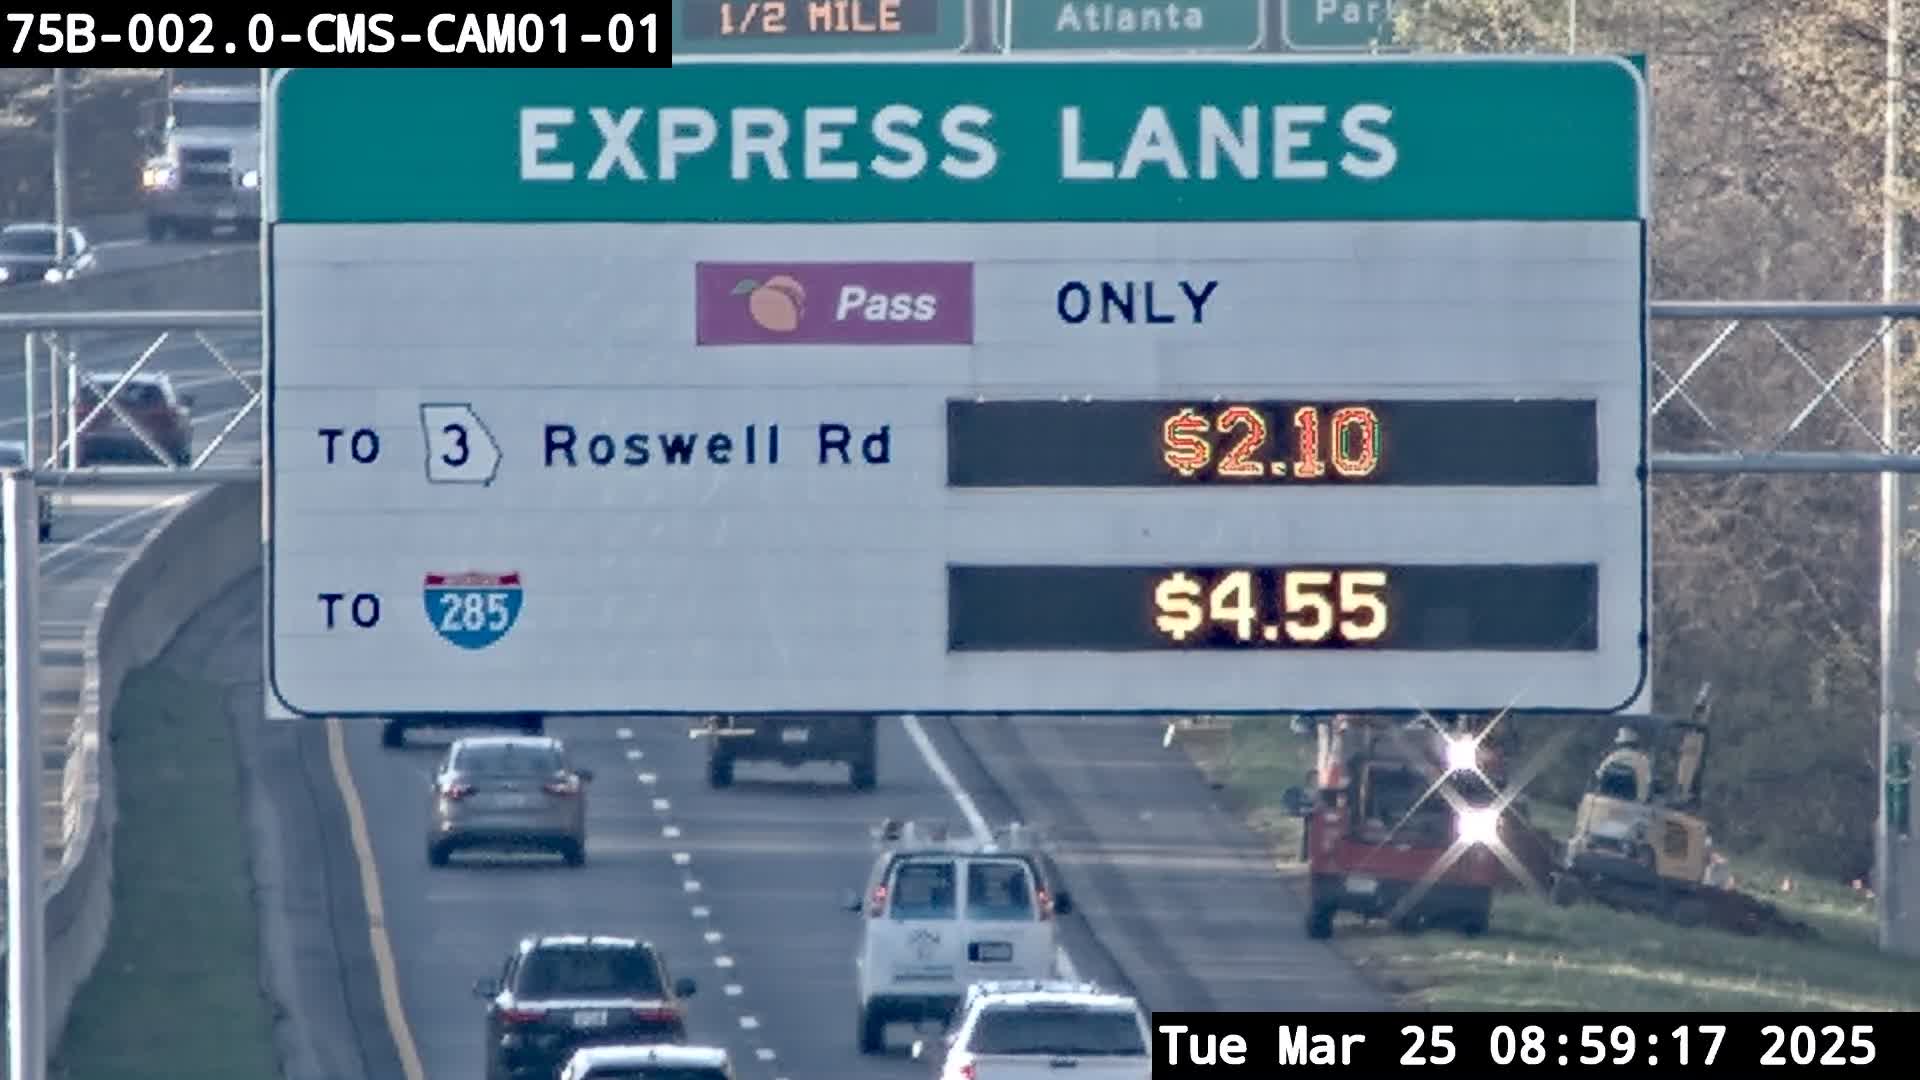 75B-002.0-CMS-CAM01-01
1/2 MILE
Atlanta
EXPRESS LANES
Pass ONLY
TO 3 Roswell Rd $2.10
TO 285 $4.55
Tue Mar 25 08:59:17 2025